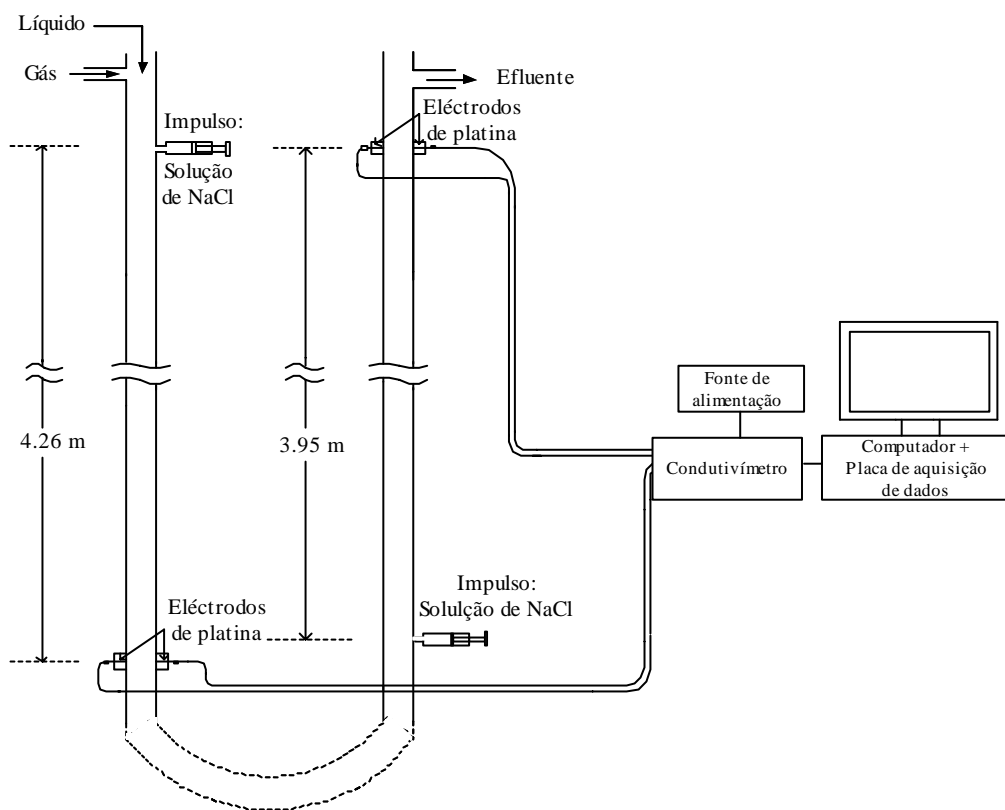 Líquido
Gás
Efluente
Impulso:
Solução
de NaCl
Eléctrodos
de platina
4.26 m
3.95 m
Fonte de
alimentação
Condutivímetro
Computador +
Placa de aquisição
de dados
Impulso:
Solulção de NaCl
Eléctrodos
de platina